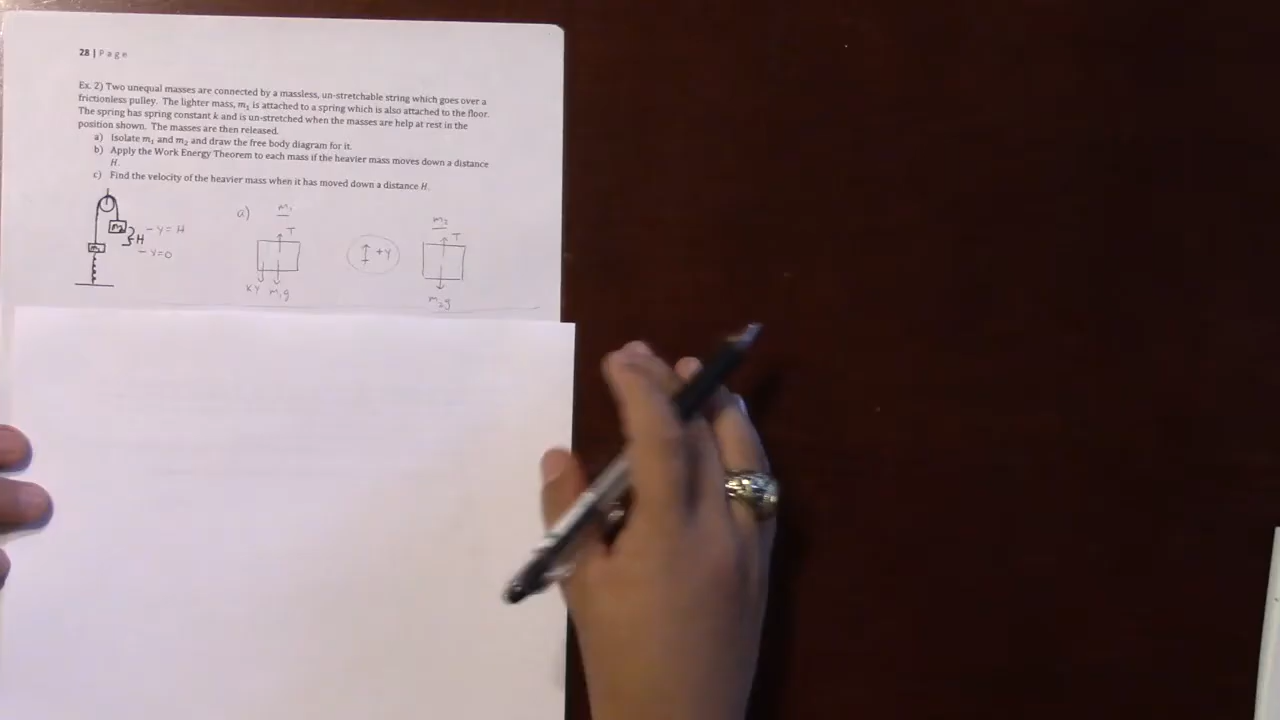 28 | Page
Ex. 2) Two unequal masses are connected by a massless, un-stretchable string which goes over a
frictionless pulley. The lighter mass, m₁ is attached to a spring which is also attached to the floor.
The spring has spring constant k and is un-stretched when the masses are help at rest in the
position shown. The masses are then released.
a) Isolate m₁ and m₂ and draw the free body diagram for it.
b) Apply the Work Energy Theorem to each mass if the heavier mass moves down a distance
H.
c) Find the velocity of the heavier mass when it has moved down a distance H.
a)
m₁
T
Ky m₁g
+Y
m₂
T
m₂g
m₂
H
- y = H
- y=0
m₁